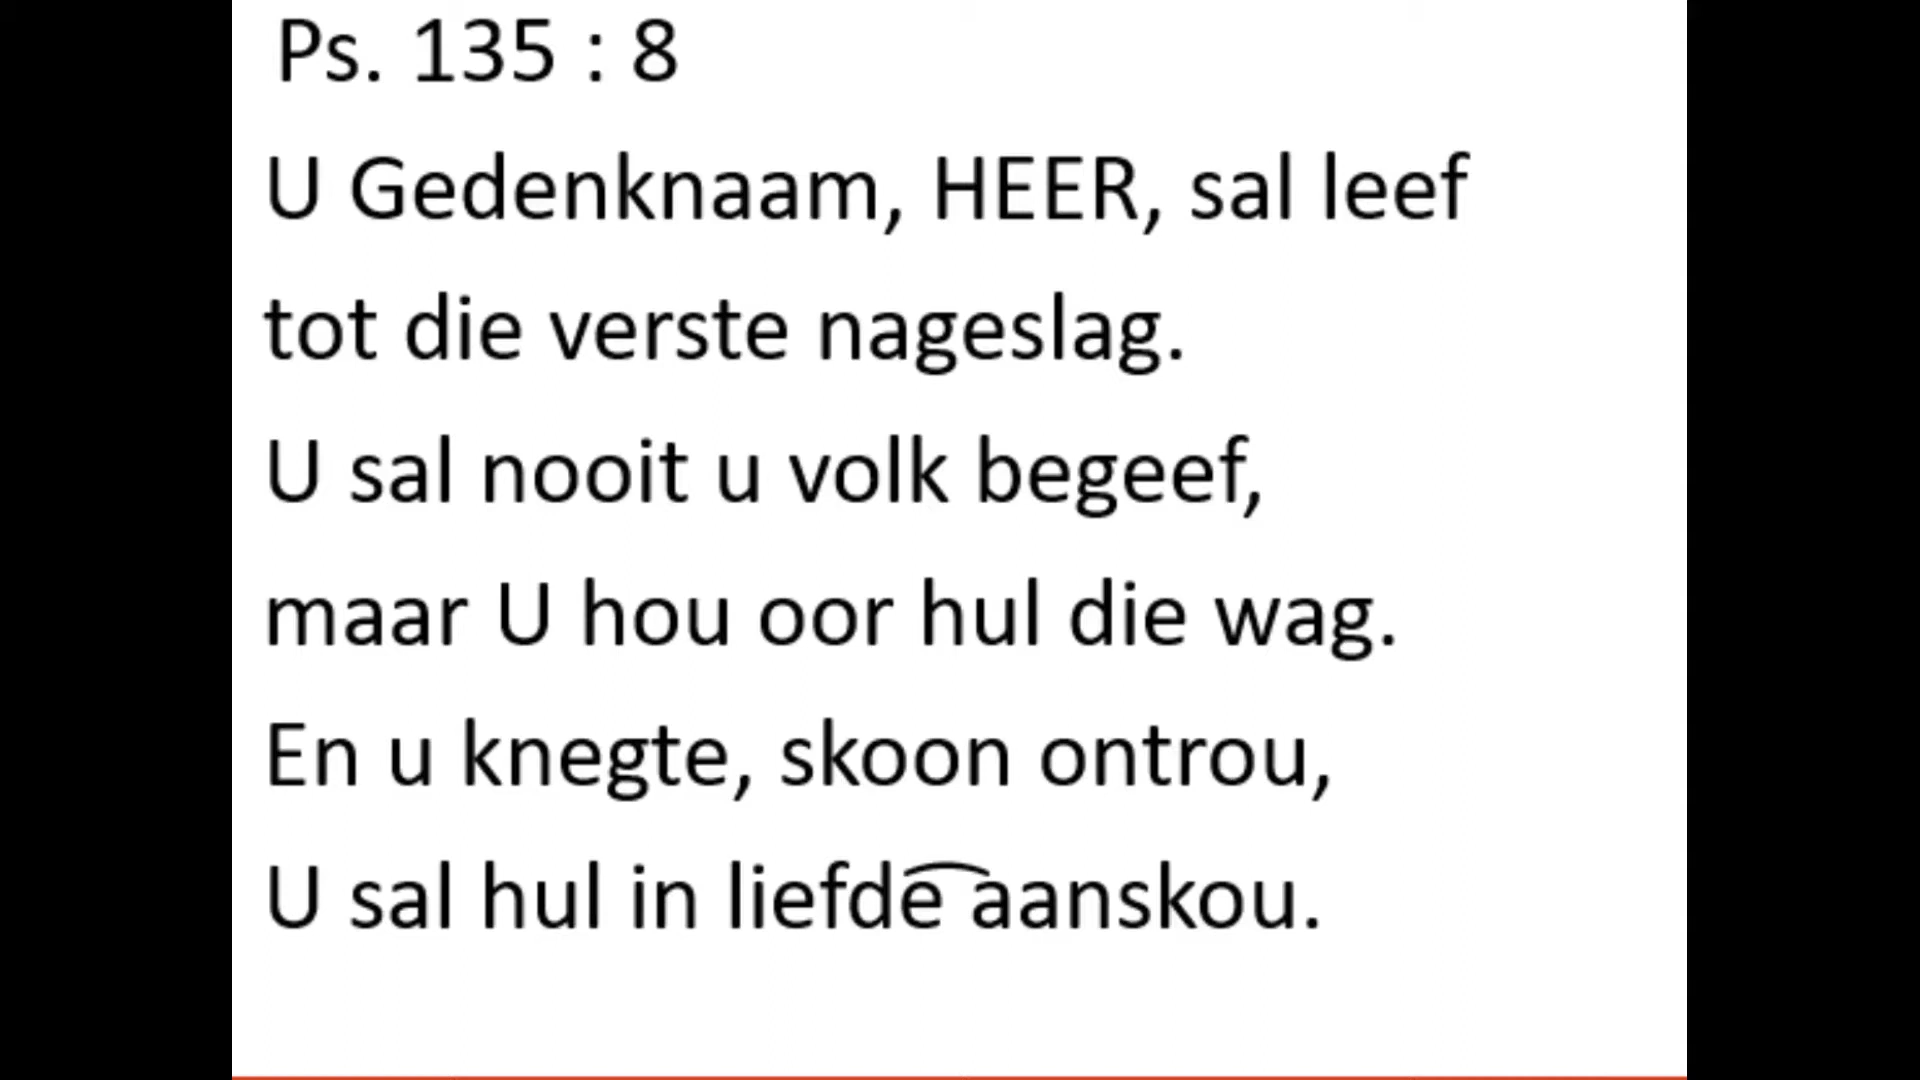 Ps. 135 : 8
U Gedenknaam, HEER, sal leef
tot die verste nageslag.
U sal nooit u volk begeef,
maar U hou oor hul die wag.
En u knegte, skoon ontrou,
U sal hul in liefde͡ aanskou.